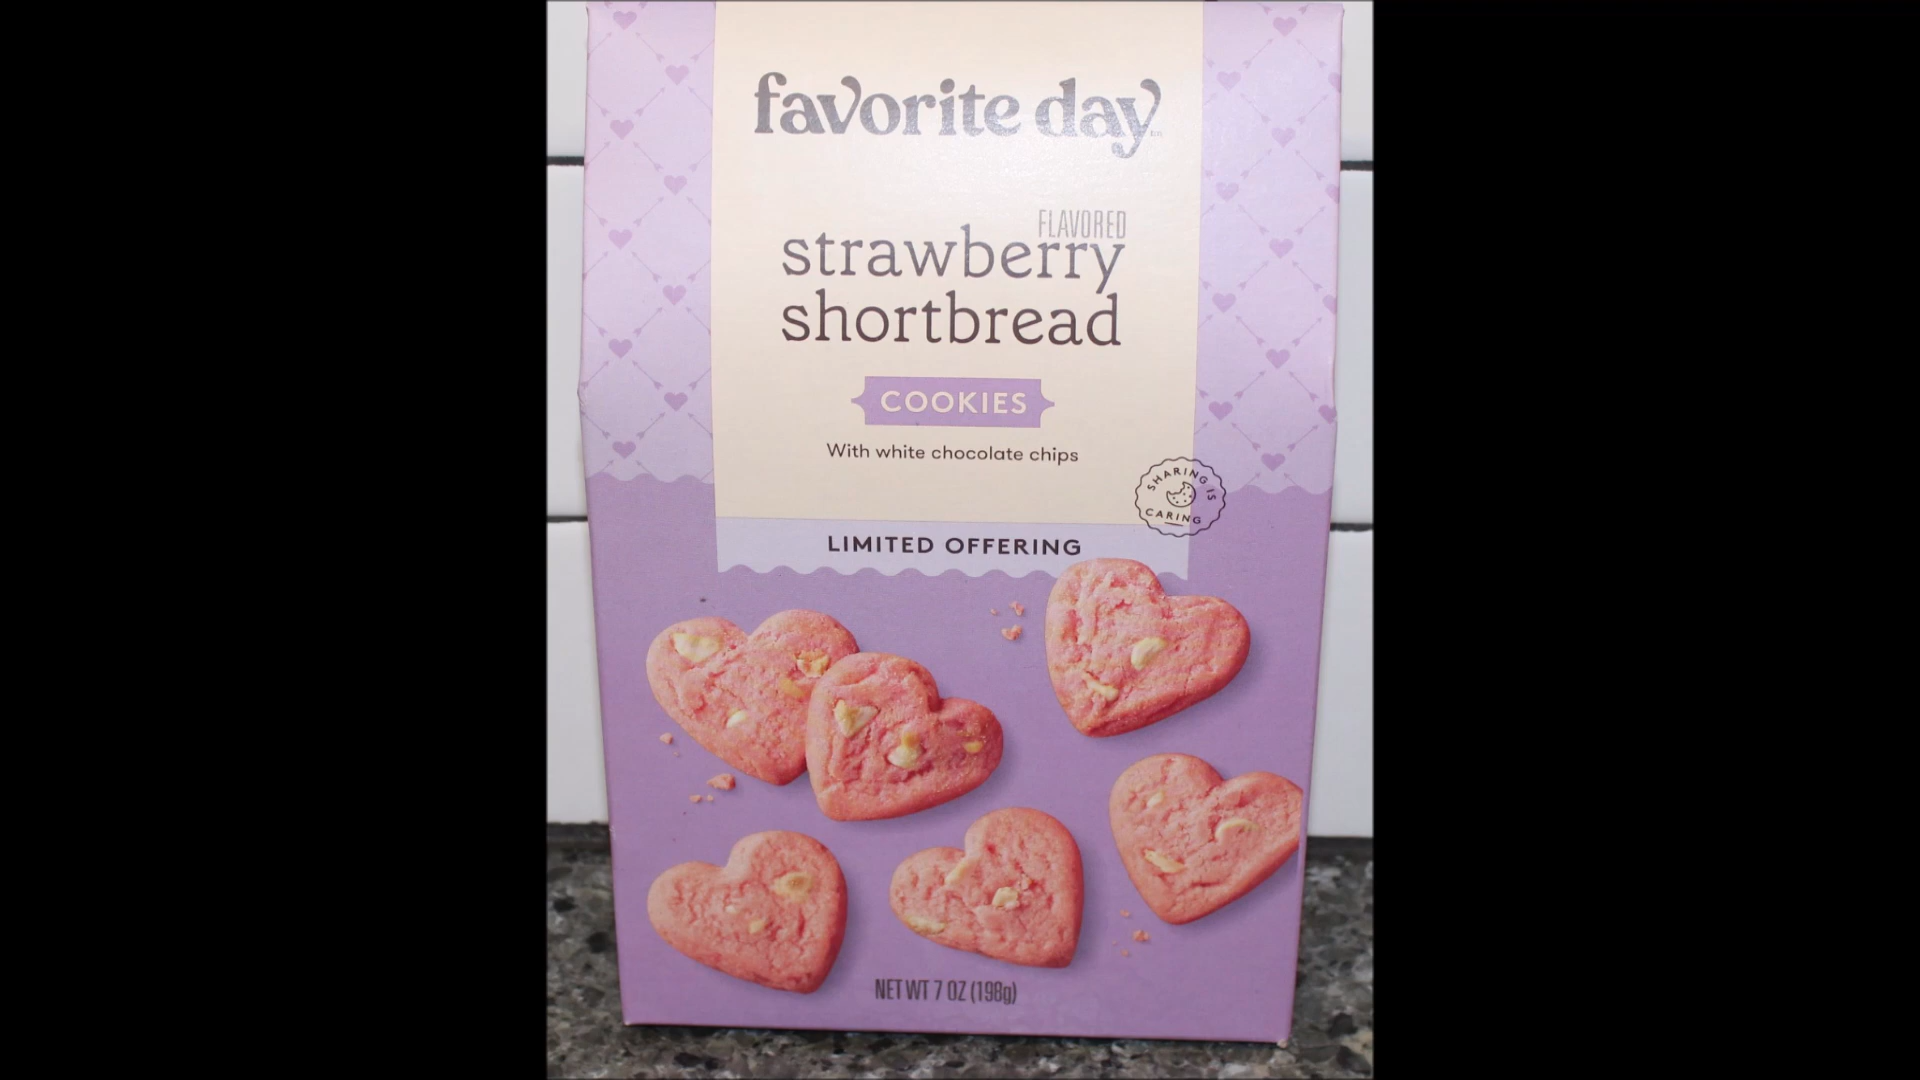 favorite day
FLAVORED
strawberry
shortbread
COOKIES
With white chocolate chips
SHARING IS
CARING
LIMITED OFFERING
NET WT 7 OZ (198g)